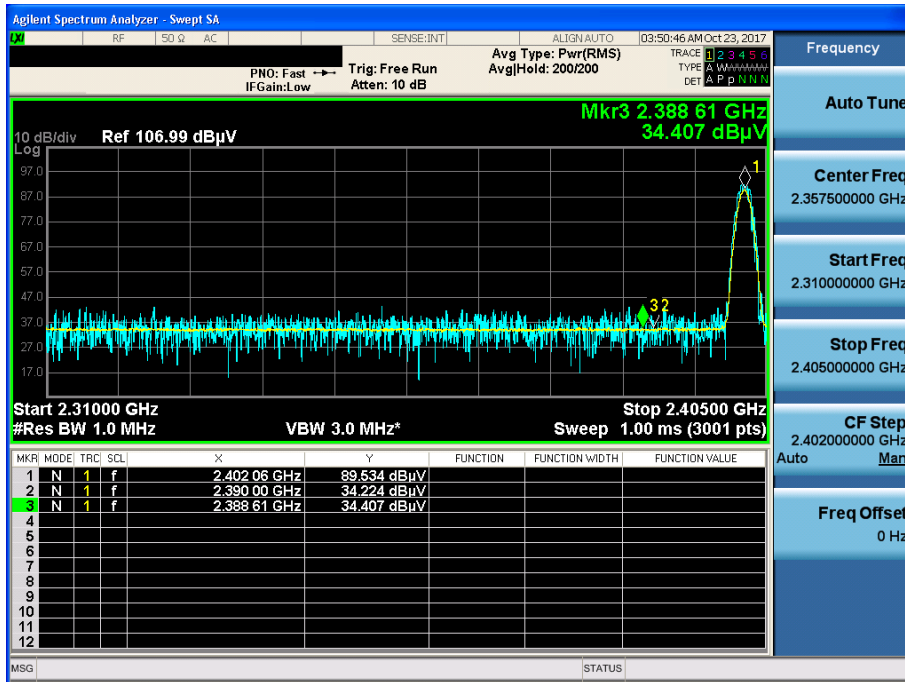 Agilent Spectrum Analyzer - Swept SA
LXI RF 50 Ω AC SENSE:INT ALIGN AUTO 03:50:46 AM Oct 23, 2017
Frequency
Avg Type: Pwr(RMS) TRACE 1 2 3 4 5 6
PNO: Fast Trig: Free Run Avg|Hold: 200/200 TYPE A W W W W W
IFGain:Low Atten: 10 dB DET A P p N N N
Auto Tune
Mkr3 2.388 61 GHz
34.407 dBµV
10 dB/div Ref 106.99 dBµV
Log
97.0
87.0
77.0
67.0
57.0
47.0
37.0
27.0
17.0
1
3 2
Center Freq
2.357500000 GHz
Start Freq
2.310000000 GHz
Stop Freq
2.405000000 GHz
Start 2.31000 GHz Stop 2.40500 GHz
#Res BW 1.0 MHz VBW 3.0 MHz* Sweep 1.00 ms (3001 pts)
CF Step
2.402000000 GHz
Auto Man
MKR MODE TRC SCL X Y FUNCTION FUNCTION WIDTH FUNCTION VALUE
1 N 1 f 2.402 06 GHz 89.534 dBµV
2 N 1 f 2.390 00 GHz 34.224 dBµV
3 N 1 f 2.388 61 GHz 34.407 dBµV
4
5
6
7
8
9
10
11
12
Freq Offset
0 Hz
MSG STATUS